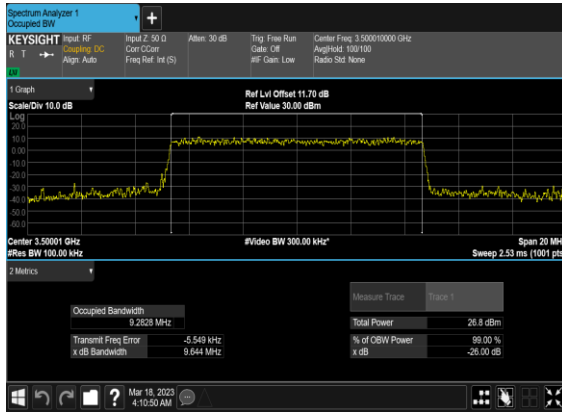 Spectrum Analyzer 1
Occupied BW
KEYSIGHT
R T
Input: RF
Coupling: DC
Align: Auto
Input Z: 50 Ω
Corr CCorr
Freq Ref: Int (S)
Atten: 30 dB
Trig: Free Run
Gate: Off
#IF Gain: Low
Center Freq: 3.500010000 GHz
Avg|Hold: 100/100
Radio Std: None
1 Graph
Scale/Div 10.0 dB
Ref Lvl Offset 11.70 dB
Ref Value 30.00 dBm
Log
20.0
10.0
0.00
-10.0
-20.0
-30.0
-40.0
-50.0
-60.0
Center 3.50001 GHz
#Res BW 100.00 kHz
#Video BW 300.00 kHz*
Span 20 MH
Sweep 2.53 ms (1001 pts
2 Metrics
Measure Trace
Trace 1
Occupied Bandwidth
9.2828 MHz
Total Power
26.8 dBm
Transmit Freq Error
-5.549 kHz
% of OBW Power
99.00 %
x dB Bandwidth
9.644 MHz
x dB
-26.00 dB
?
Mar 18, 2023
4:10:50 AM